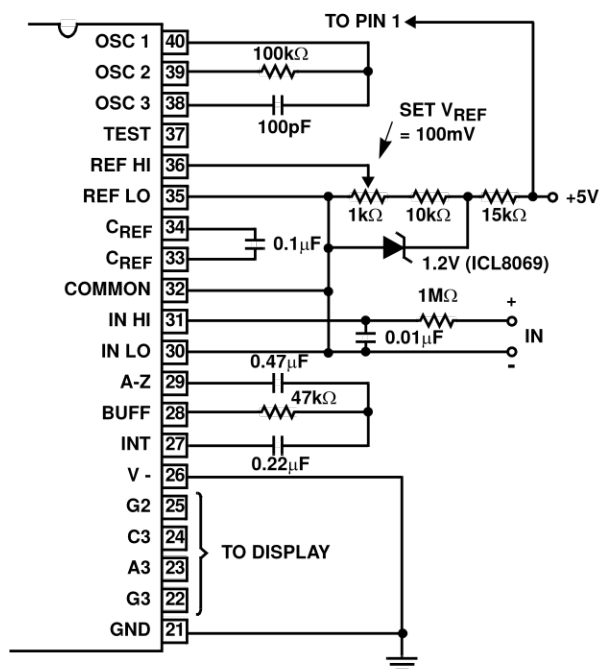 TO PIN 1
OSC 1 40
100kΩ
OSC 2 39
OSC 3 38
100pF
SET VREF
= 100mV
TEST 37
REF HI 36
REF LO 35
1kΩ 10kΩ 15kΩ
+5V
CREF 34
0.1μF
CREF 33
1.2V (ICL8069)
COMMON 32
1MΩ
+
IN HI 31
0.01μF
IN
IN LO 30
-
0.47μF
A-Z 29
47kΩ
BUFF 28
INT 27
0.22μF
V - 26
G2 25
C3 24
TO DISPLAY
A3 23
G3 22
GND 21